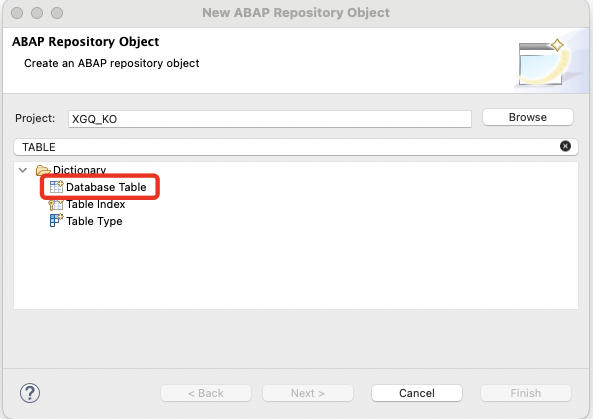 New ABAP Repository Object
ABAP Repository Object
Create an ABAP repository object
Project: XGQ_KO Browse
TABLE
Dictionary
Database Table
Table Index
Table Type
? < Back Next > Cancel Finish